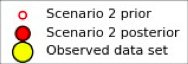 Scenario 2 prior
Scenario 2 posterior
Observed data set